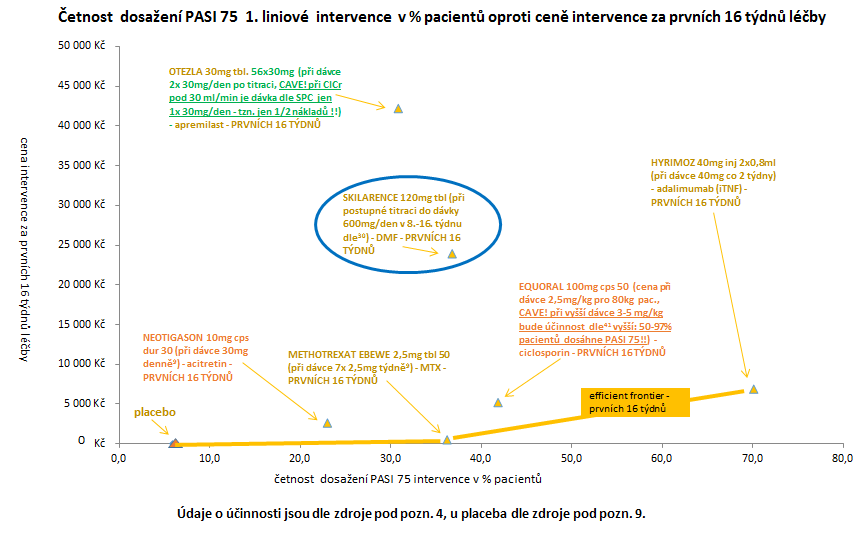 Četnost dosažení PASI 75 1. liniové intervence v % pacientů oproti ceně intervence za prvních 16 týdnů léčby
50 000 Kč
45 000 Kč
40 000 Kč
35 000 Kč
30 000 Kč
25 000 Kč
20 000 Kč
15 000 Kč
10 000 Kč
5 000 Kč
0 Kč
cena intervence za prvních 16 týdnů léčby
OTEZLA 30mg tbl. 56x30mg (při dávce
2x 30mg/den po titraci, CAVE! při ClCr
pod 30 ml/min je dávka dle SPC jen
1x 30mg/den - tzn. jen 1/2 nákladů !!)
- apremilast - PRVNÍCH 16 TÝDNŮ
HYRIMOZ 40mg inj 2x0,8ml
(při dávce 40mg co 2 týdny)
- adalimumab (iTNF) -
PRVNÍCH 16 TÝDNŮ
SKILARENCE 120mg tbl (při
postupné titraci do dávky
600mg/den v 8.-16. týdnu
dle³⁰) - DMF - PRVNÍCH 16
TÝDNŮ
EQUORAL 100mg cps 50 (cena při
dávce 2,5mg/kg pro 80kg pac.,
CAVE! při vyšší dávce 3-5 mg/kg
bude účinnost dle⁴¹ vyšší: 50-97%
pacientů dosáhne PASI 75!!) -
ciclosporin - PRVNÍCH 16 TÝDNŮ
NEOTIGASON 10mg cps
dur 30 (při dávce 30mg
denně⁹) - acitretin -
PRVNÍCH 16 TÝDNŮ
METHOTREXAT EBEWE 2,5mg tbl 50
(při dávce 7x 2,5mg týdně⁹) - MTX -
PRVNÍCH 16 TÝDNŮ
efficient frontier -
prvních 16 týdnů
placebo
0,0 10,0 20,0 30,0 40,0 50,0 60,0 70,0 80,0
četnost dosažení PASI 75 intervence v % pacientů
Údaje o účinnosti jsou dle zdroje pod pozn. 4, u placeba dle zdroje pod pozn. 9.